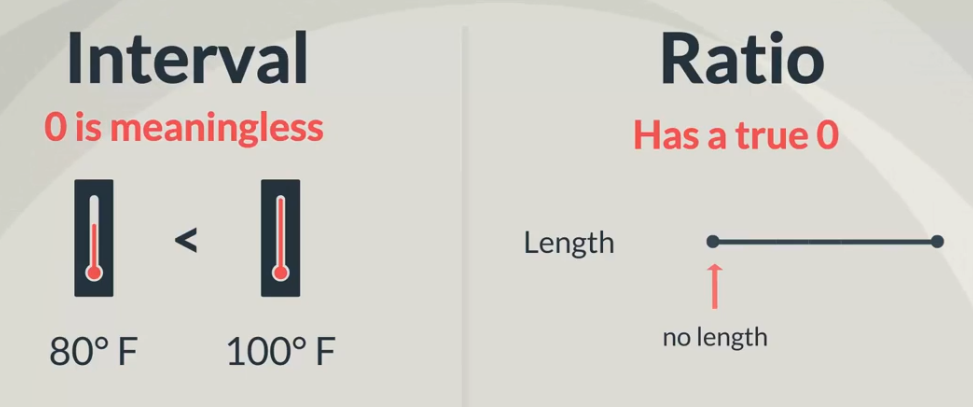 Interval
0 is meaningless
<
80° F
100° F
Ratio
Has a true 0
Length
no length